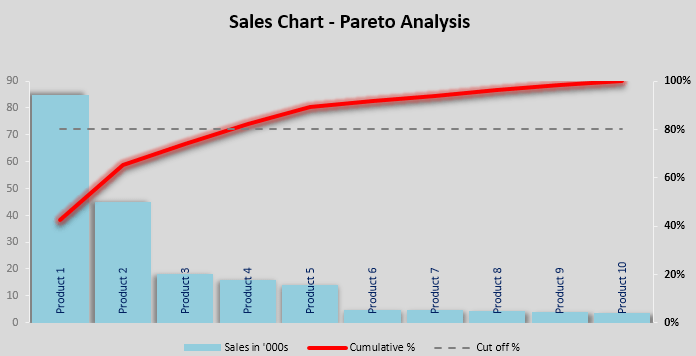 Sales Chart - Pareto Analysis
90
80
70
60
50
40
30
20
10
0
100%
80%
60%
40%
20%
0%
Product 1
Product 2
Product 3
Product 4
Product 5
Product 6
Product 7
Product 8
Product 9
Product 10
Sales in '000s
Cumulative %
Cut off %